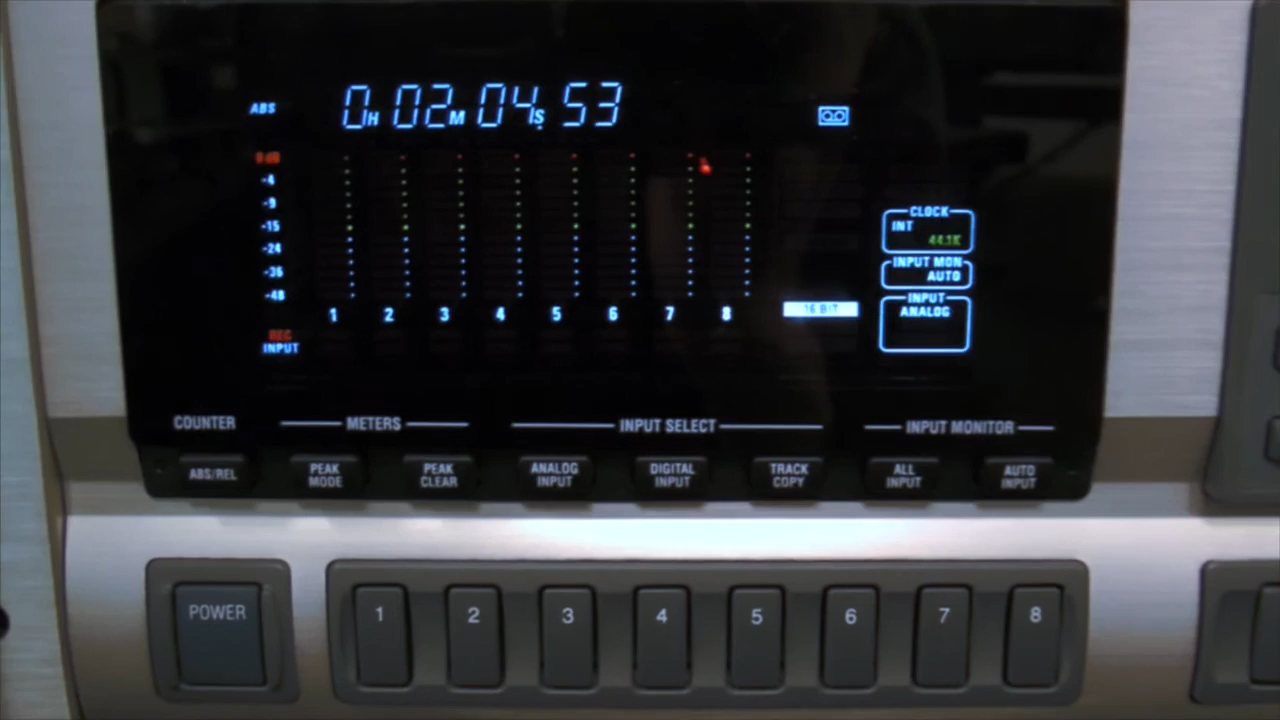 ABS 0H 02M 04S 53
0dB
-4
-9
-15
-24
-36
-48
1 2 3 4 5 6 7 8
REC
INPUT
16 BIT
CLOCK
INT
44.1K
INPUT MON
AUTO
INPUT
ANALOG
COUNTER METERS INPUT SELECT INPUT MONITOR
ABS/REL
PEAK
MODE
PEAK
CLEAR
ANALOG
INPUT
DIGITAL
INPUT
TRACK
COPY
ALL
INPUT
AUTO
INPUT
POWER 1 2 3 4 5 6 7 8